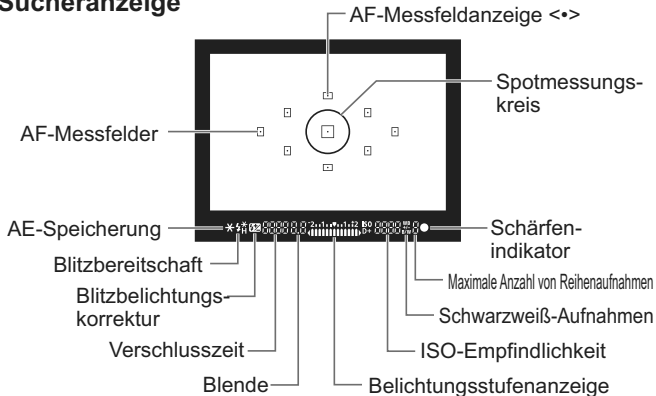 Sucheranzeige
AF-Messfeldanzeige <•>
Spotmessungs-
kreis
AF-Messfelder
AE-Speicherung
Schärfen-
indikator
Blitzbereitschaft
Maximale Anzahl von Reihenaufnahmen
Blitzbelichtungs-
korrektur
Schwarzweiß-Aufnahmen
Verschlusszeit
ISO-Empfindlichkeit
Blende
Belichtungsstufenanzeige